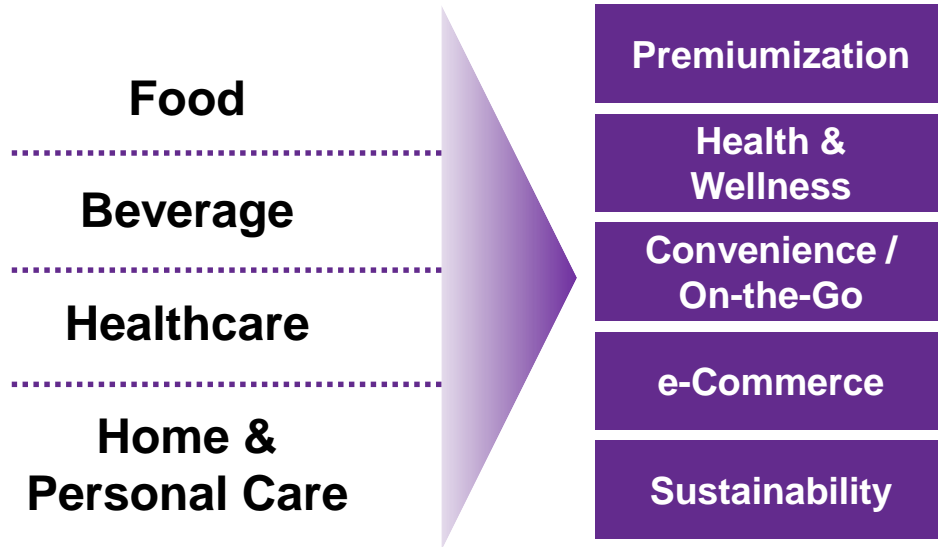 Food
Beverage
Healthcare
Home &
Personal Care
Premiumization
Health &
Wellness
Convenience /
On-the-Go
e-Commerce
Sustainability